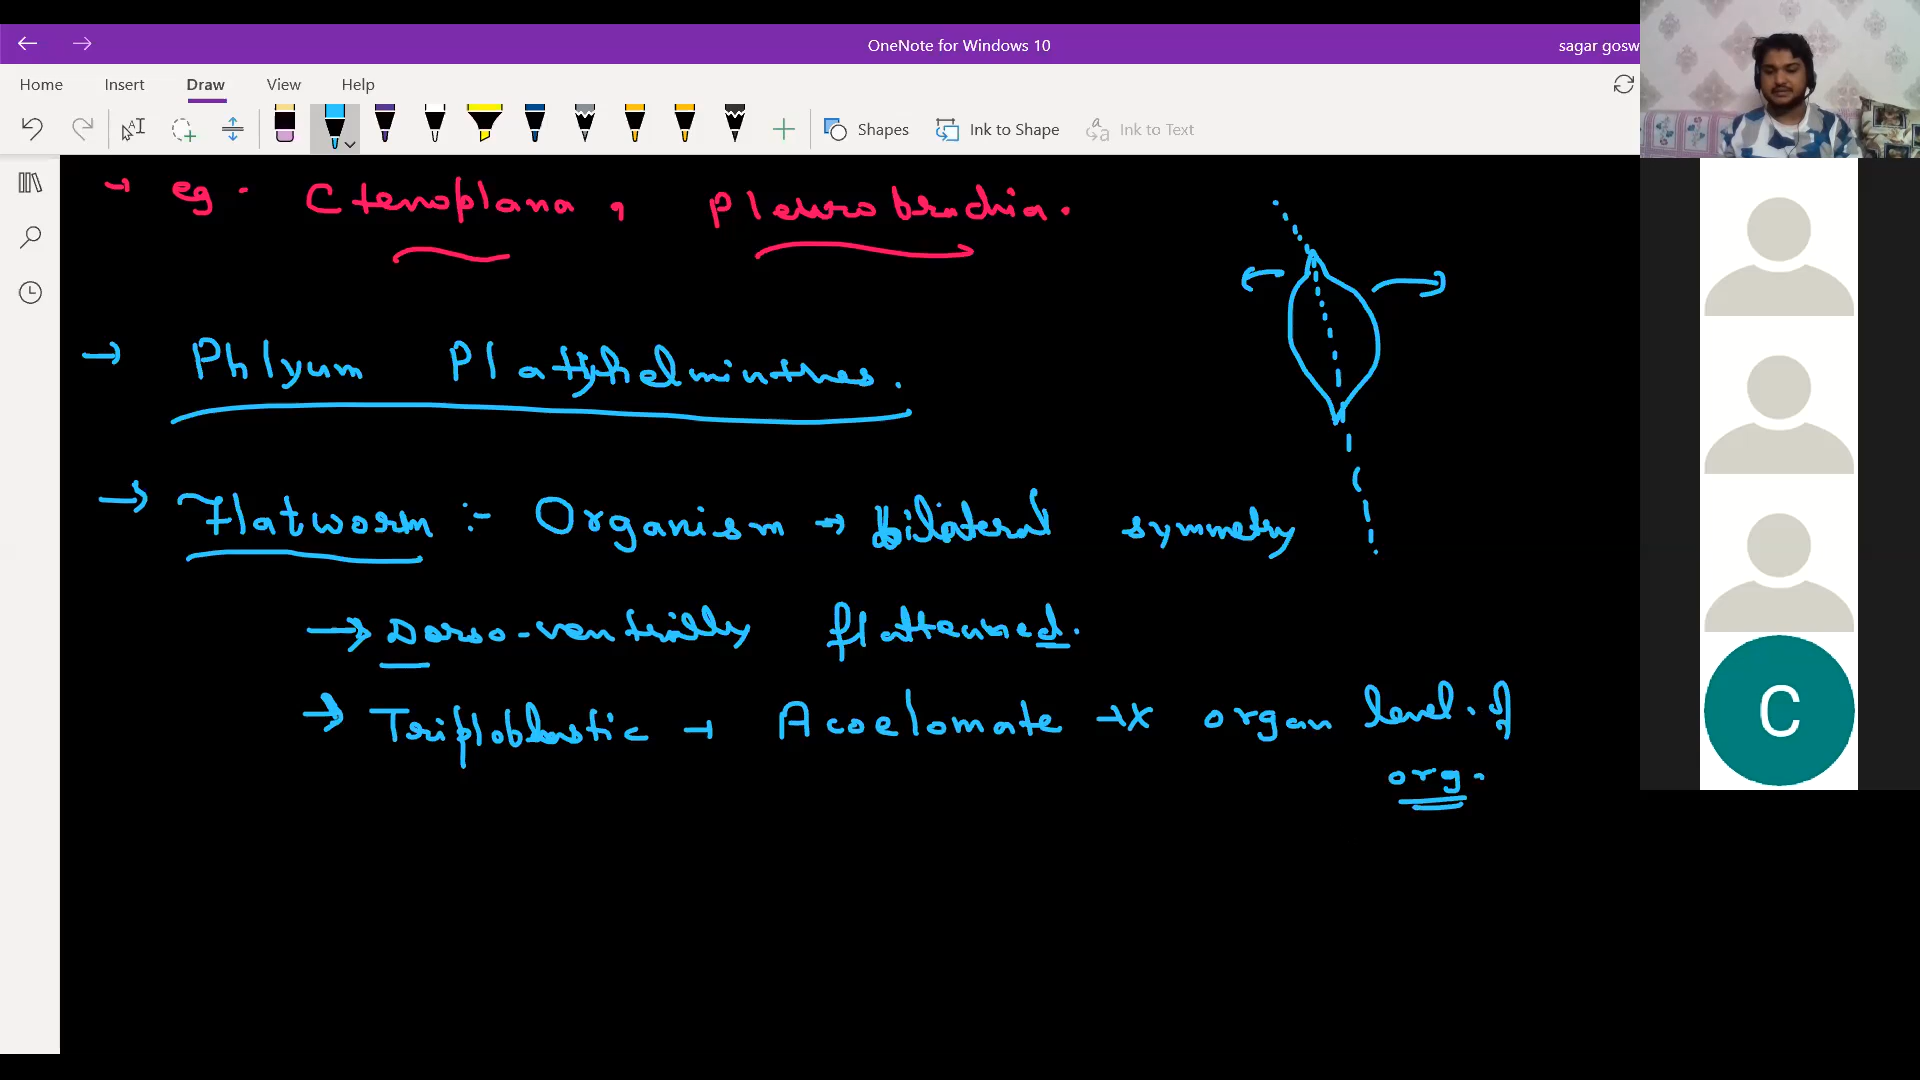 OneNote for Windows 10
sagar gosw
Home Insert Draw View Help
Shapes Ink to Shape Ink to Text
→ eg. Ctenoplana, Pleurobrachia.
→ Phlyum Platyhelminthes.
→ Flatworm :- Organism → bilateral symmetry
→ Dorso-ventrally flattened.
→ Triploblastic → Acoelomate → x organ level of
org.
C